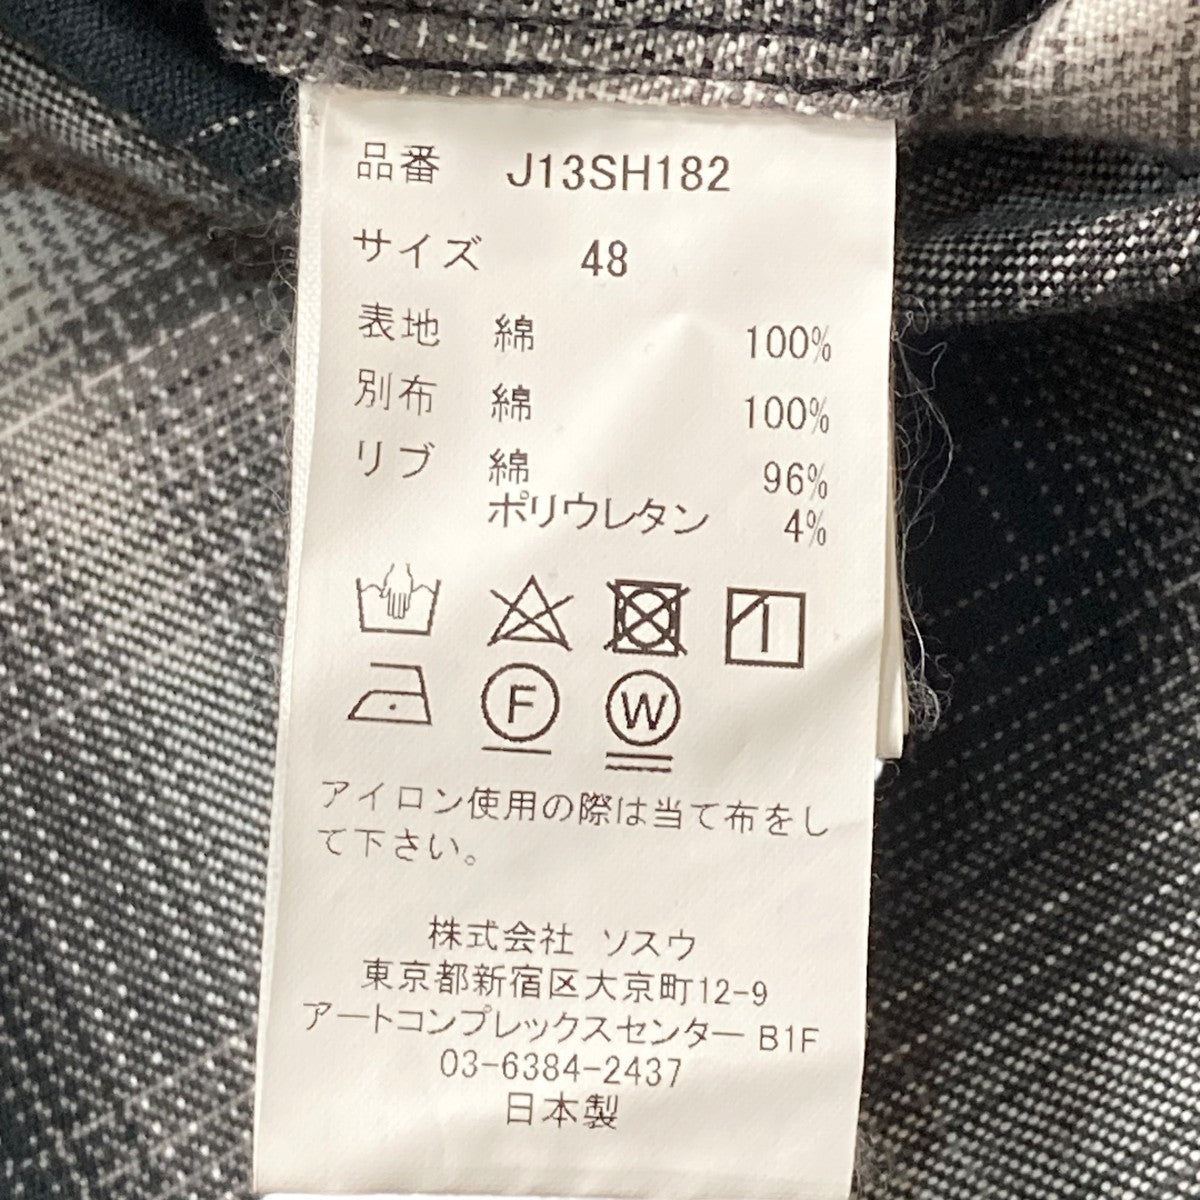 品番 J13SH182
サイズ 48
表地 綿 100%
別布 綿 100%
リブ 綿 96%
ポリウレタン 4%
F W
アイロン使用の際は当て布をし
て下さい。
株式会社 ソスウ
東京都新宿区大京町12-9
アートコンプレックスセンター B1F
03-6384-2437
日本製